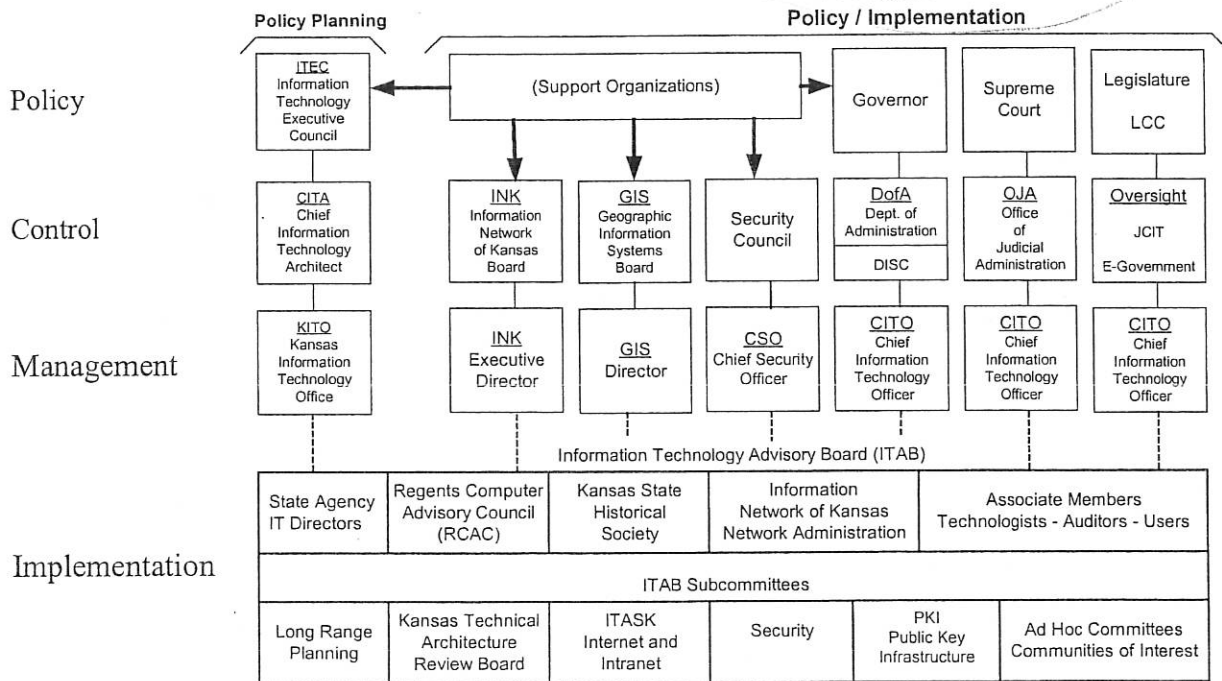 Policy Planning
Policy / Implementation
Policy
ITEC
Information
Technology
Executive
Council
(Support Organizations)
Governor
Supreme
Court
Legislature
LCC
Control
CITA
Chief
Information
Technology
Architect
INK
Information
Network
of Kansas
Board
GIS
Geographic
Information
Systems
Board
Security
Council
DofA
Dept. of
Administration
DISC
OJA
Office
of
Judicial
Administration
Oversight
JCIT
E-Government
Management
KITO
Kansas
Information
Technology
Office
INK
Executive
Director
GIS
Director
CSO
Chief Security
Officer
CITO
Chief
Information
Technology
Officer
CITO
Chief
Information
Technology
Officer
CITO
Chief
Information
Technology
Officer
Information Technology Advisory Board (ITAB)
Implementation
State Agency
IT Directors
Regents Computer
Advisory Council
(RCAC)
Kansas State
Historical
Society
Information
Network of Kansas
Network Administration
Associate Members
Technologists - Auditors - Users
ITAB Subcommittees
Long Range
Planning
Kansas Technical
Architecture
Review Board
ITASK
Internet and
Intranet
Security
PKI
Public Key
Infrastructure
Ad Hoc Committees
Communities of Interest